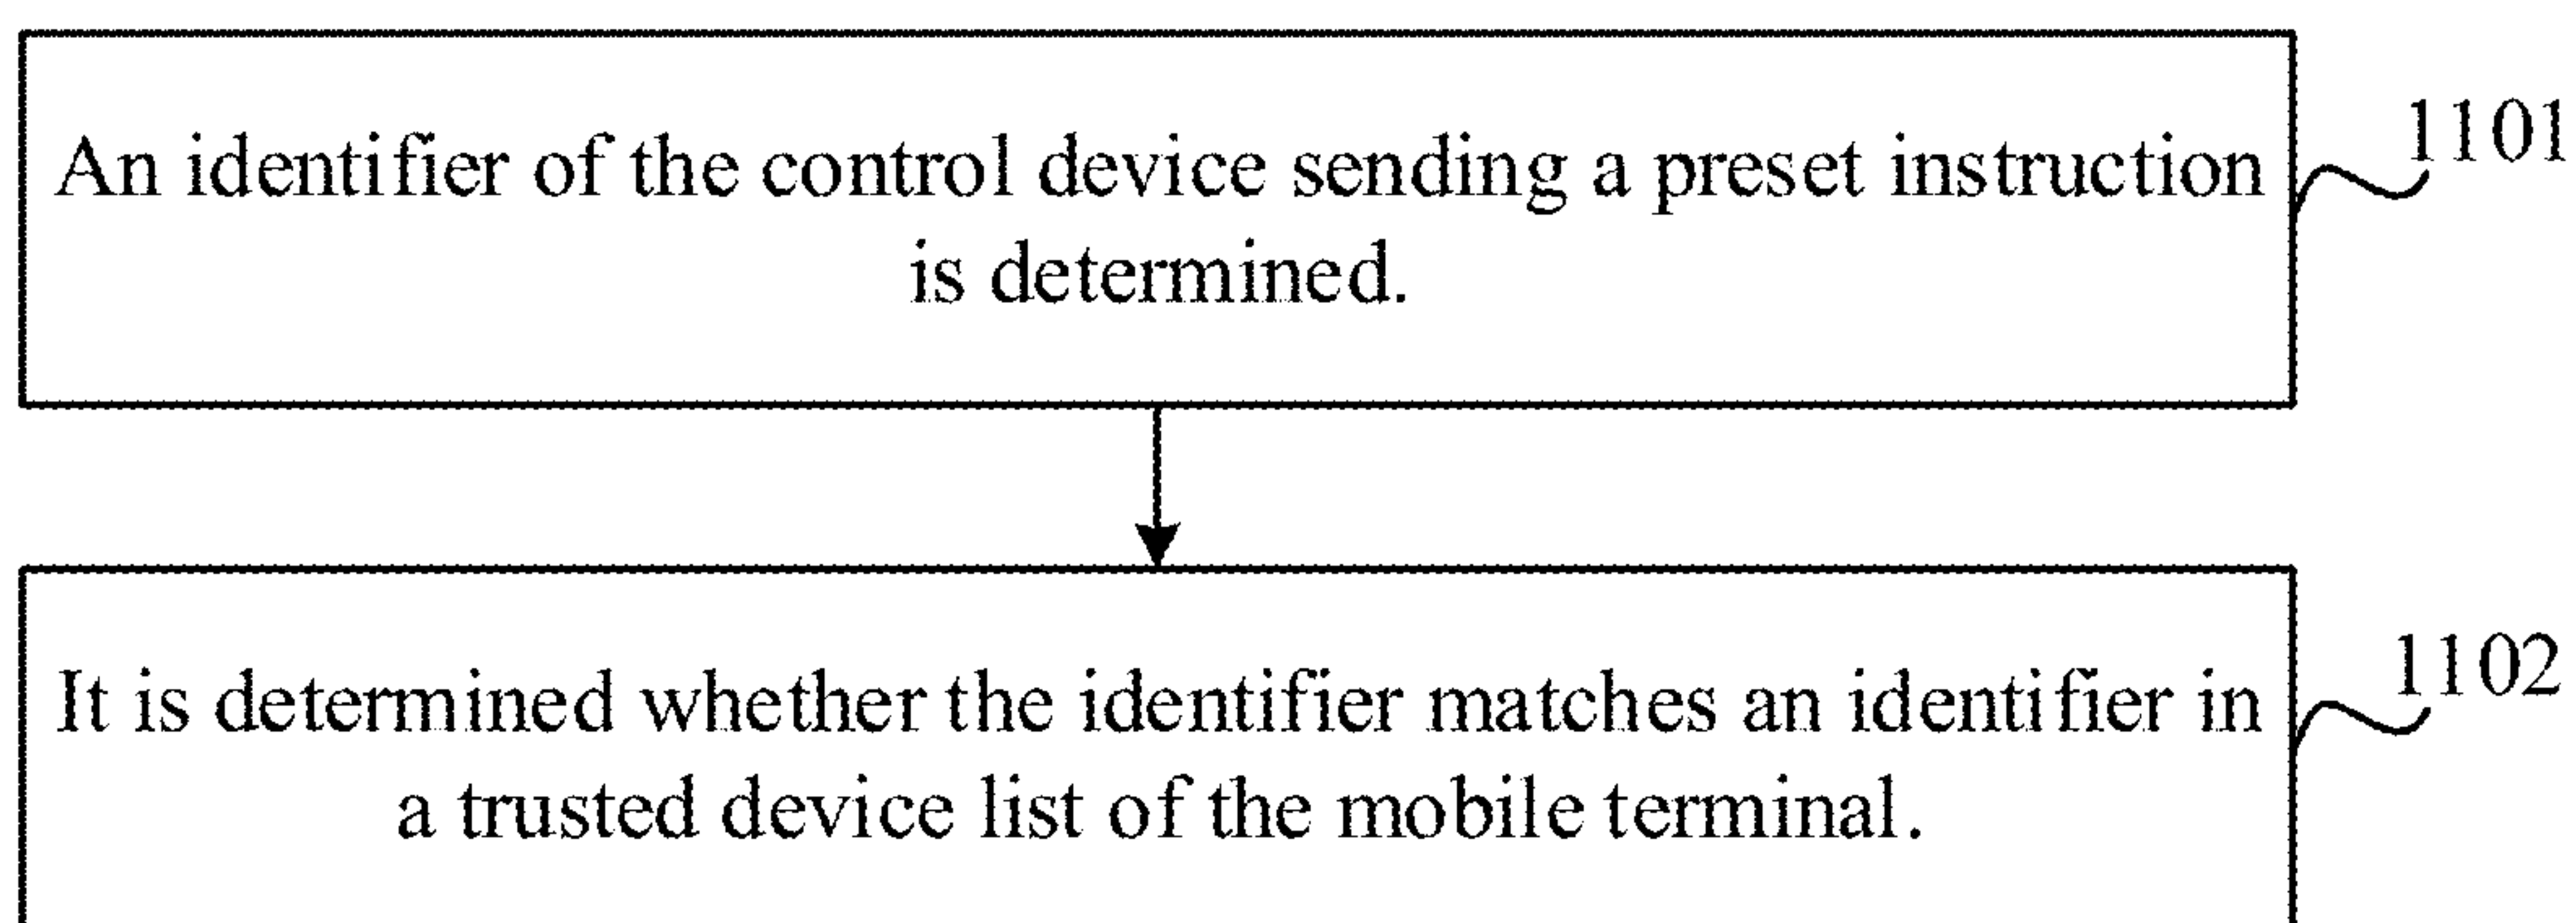 An identifier of the control device sending a preset instruction
is determined.
1101
It is determined whether the identifier matches an identifier in
a trusted device list of the mobile terminal.
1102